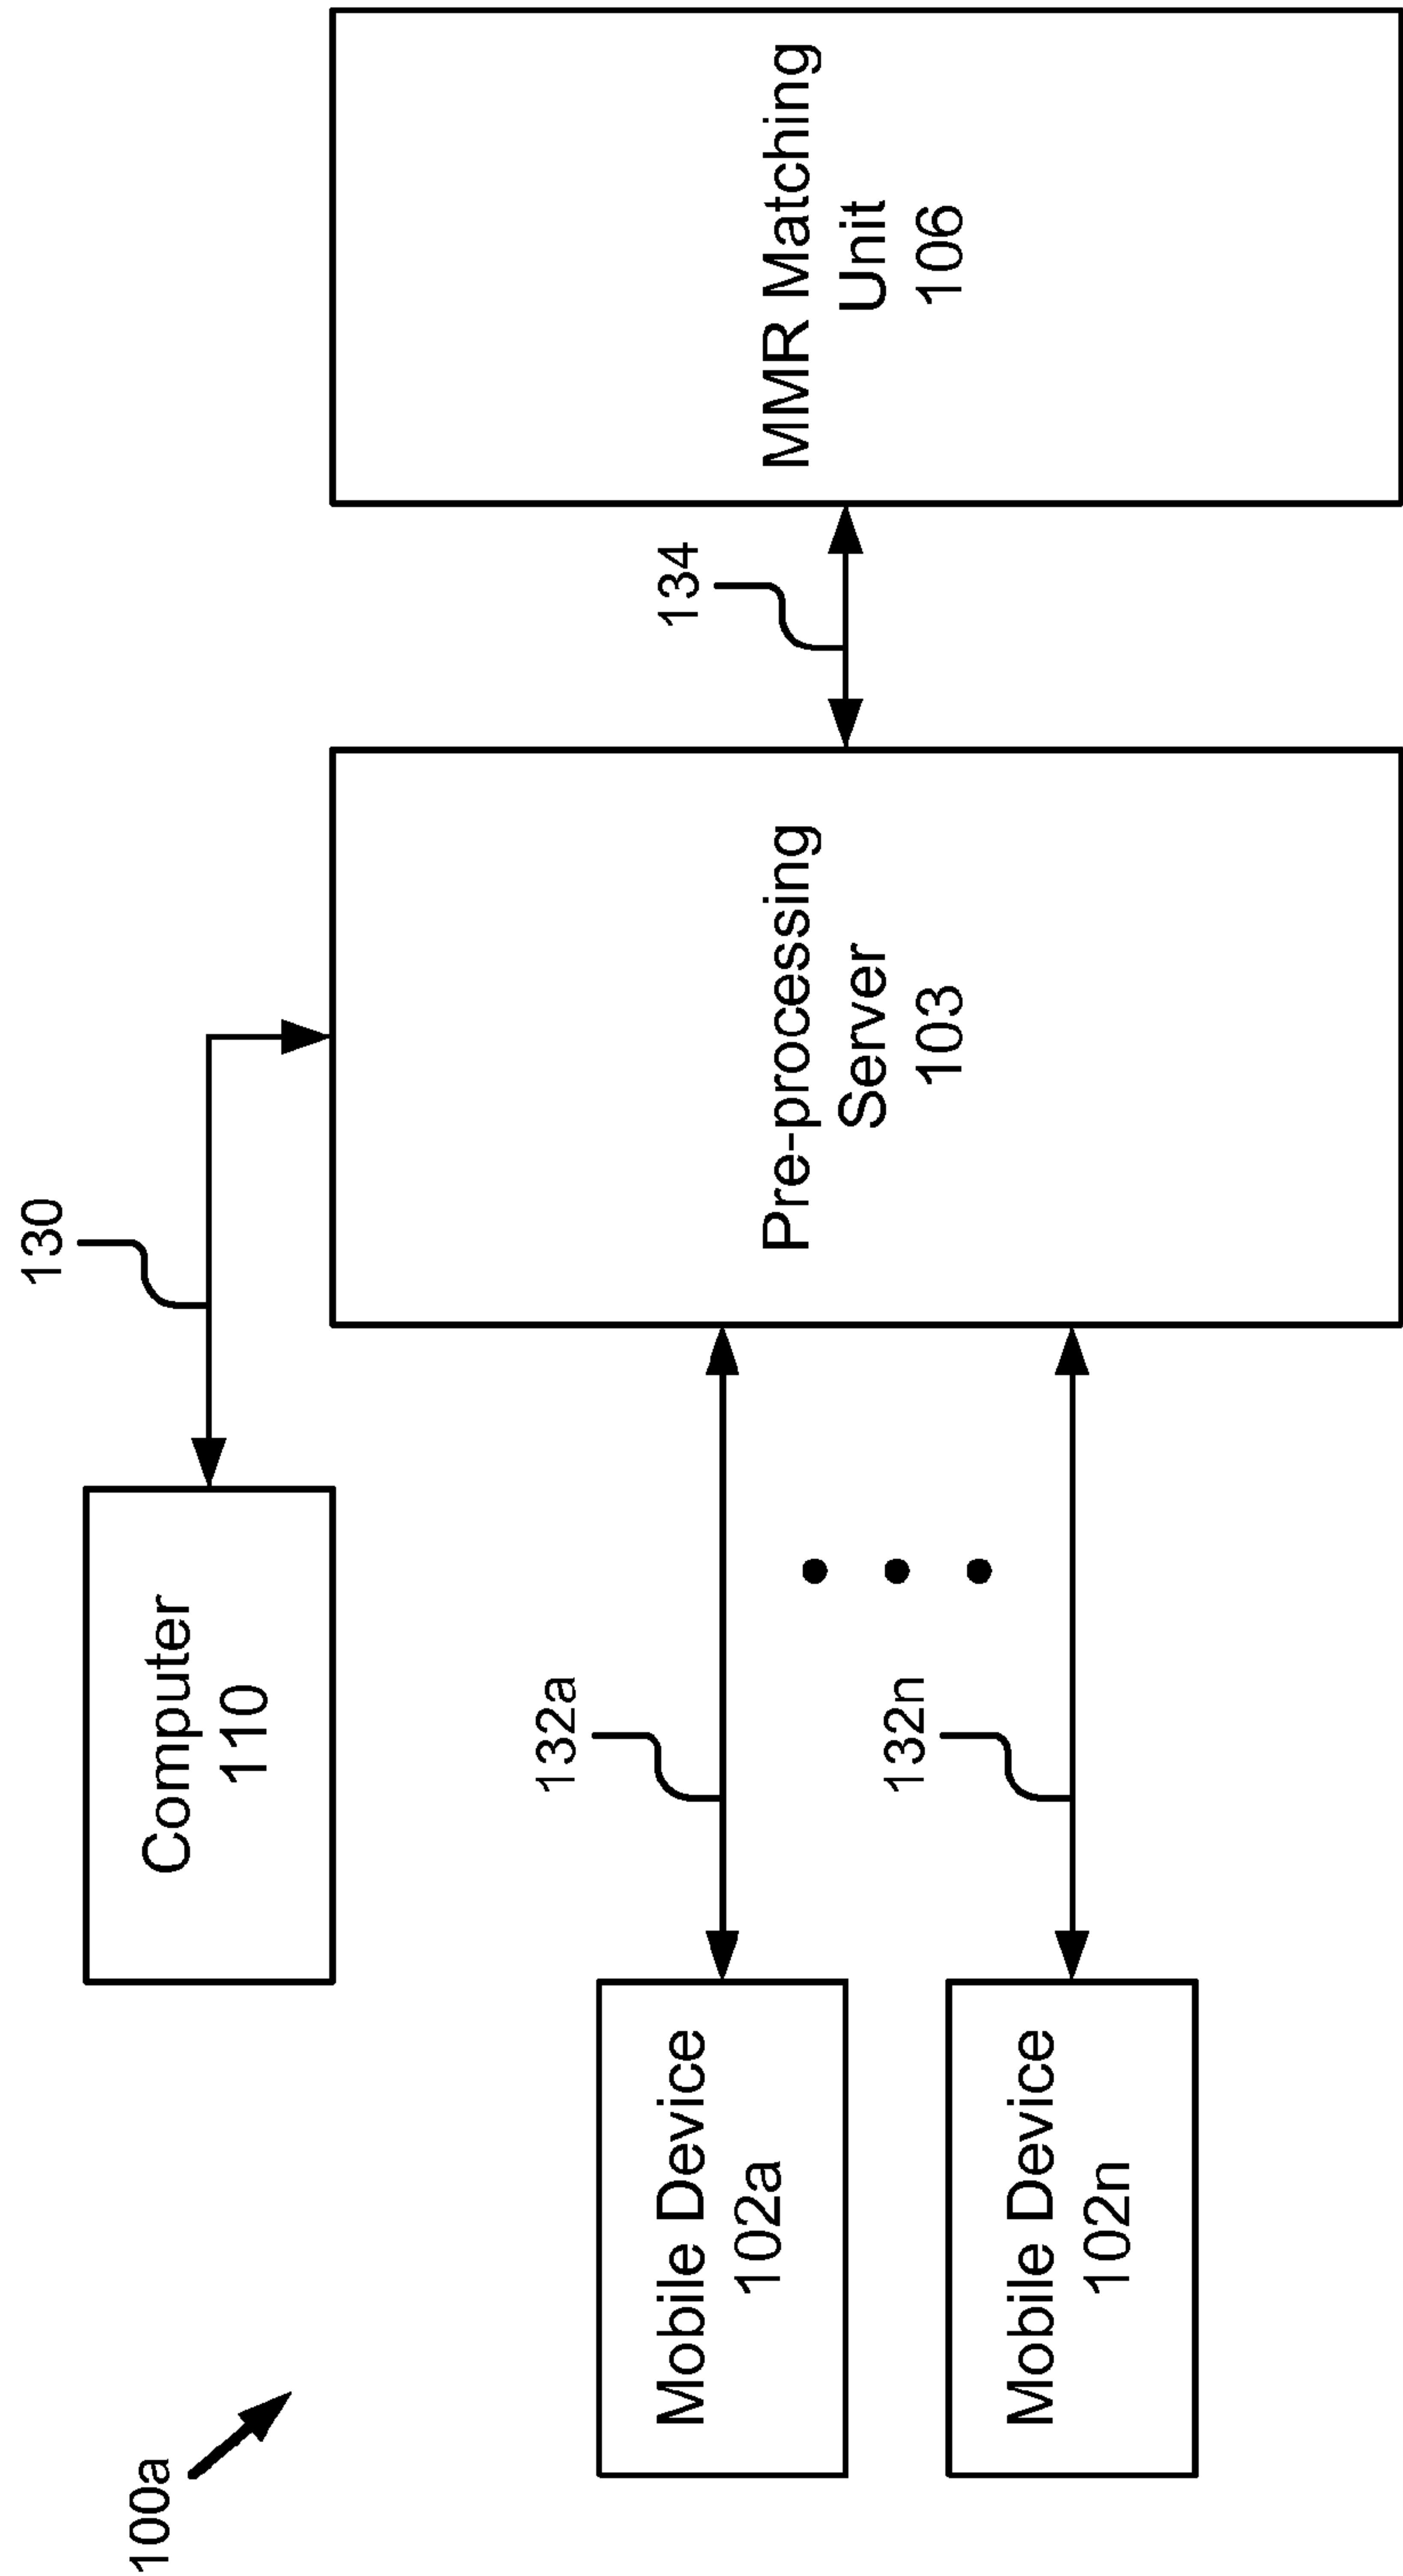 100a
Computer
110
130
Mobile Device
102a
132a
Mobile Device
102n
132n
Pre-processing
Server
103
134
MMR Matching
Unit
106